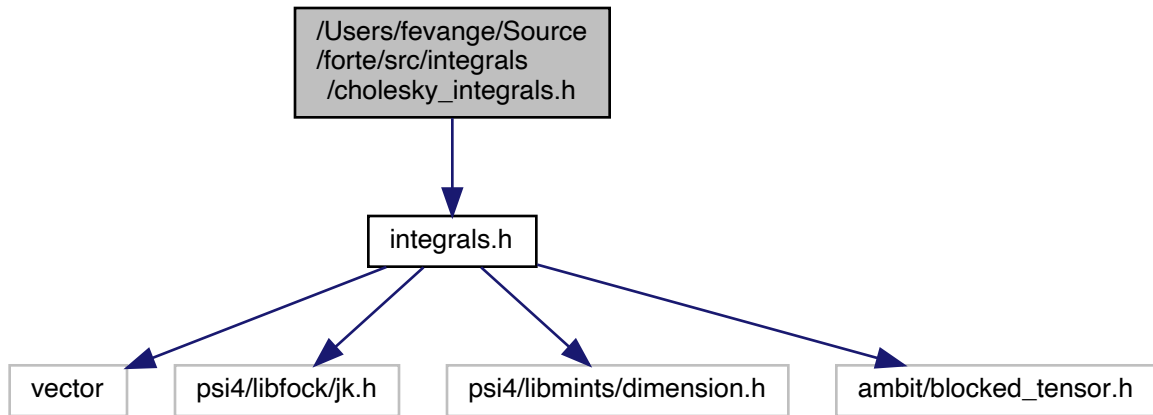 /Users/fevange/Source
/forte/src/integrals
/cholesky_integrals.h
integrals.h
vector
psi4/libfock/jk.h
psi4/libmints/dimension.h
ambit/blocked_tensor.h